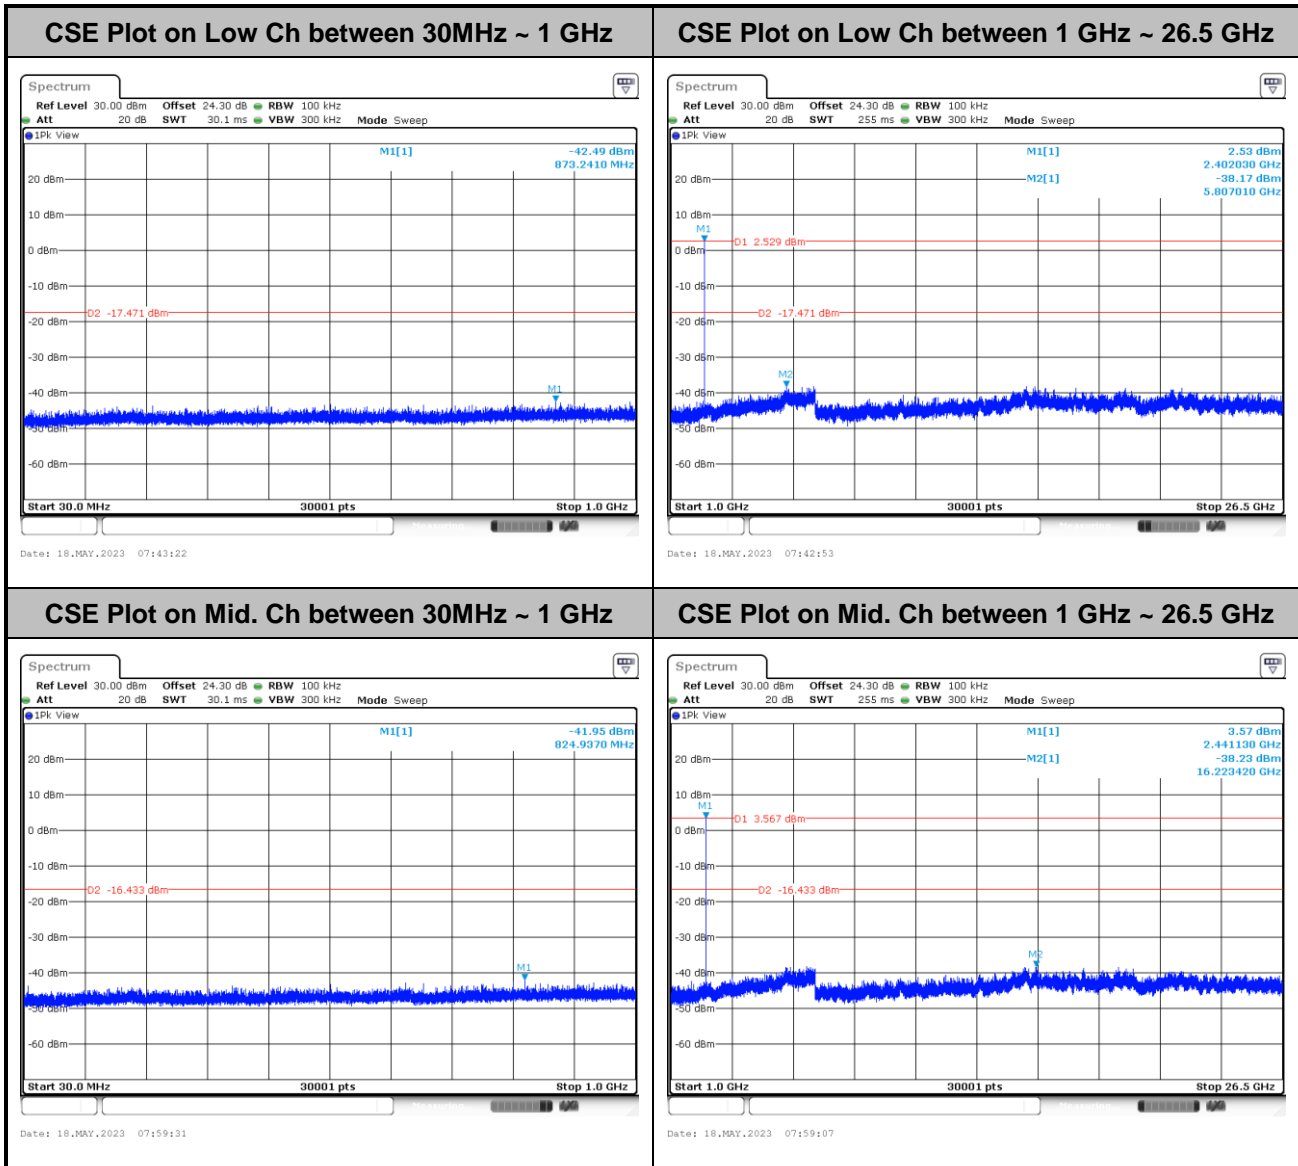 CSE Plot on Low Ch between 30MHz ~ 1 GHz
Spectrum
Ref Level 30.00 dBm Offset 24.30 dB RBW 100 kHz
Att 20 dB SWT 30.1 ms VBW 300 kHz Mode Sweep
1Pk View
M1[1] -42.49 dBm
873.2410 MHz
20 dBm
10 dBm
0 dBm
-10 dBm
D2 -17.471 dBm
-20 dBm
-30 dBm
-40 dBm
M1
-50 dBm
-60 dBm
Start 30.0 MHz 30001 pts Stop 1.0 GHz
Measuring
Date: 18.MAY.2023 07:43:22
CSE Plot on Low Ch between 1 GHz ~ 26.5 GHz
Spectrum
Ref Level 30.00 dBm Offset 24.30 dB RBW 100 kHz
Att 20 dB SWT 255 ms VBW 300 kHz Mode Sweep
1Pk View
M1[1] 2.53 dBm
2.402030 GHz
M2[1] -38.17 dBm
5.807010 GHz
20 dBm
10 dBm
M1
D1 2.529 dBm
0 dBm
-10 dBm
D2 -17.471 dBm
-20 dBm
-30 dBm
M2
-40 dBm
-50 dBm
-60 dBm
Start 1.0 GHz 30001 pts Stop 26.5 GHz
Measuring
Date: 18.MAY.2023 07:42:53
CSE Plot on Mid. Ch between 30MHz ~ 1 GHz
Spectrum
Ref Level 30.00 dBm Offset 24.30 dB RBW 100 kHz
Att 20 dB SWT 30.1 ms VBW 300 kHz Mode Sweep
1Pk View
M1[1] -41.95 dBm
824.9370 MHz
20 dBm
10 dBm
0 dBm
-10 dBm
D2 -16.433 dBm
-20 dBm
-30 dBm
M1
-40 dBm
-50 dBm
-60 dBm
Start 30.0 MHz 30001 pts Stop 1.0 GHz
Measuring
Date: 18.MAY.2023 07:59:31
CSE Plot on Mid. Ch between 1 GHz ~ 26.5 GHz
Spectrum
Ref Level 30.00 dBm Offset 24.30 dB RBW 100 kHz
Att 20 dB SWT 255 ms VBW 300 kHz Mode Sweep
1Pk View
M1[1] 3.57 dBm
2.441130 GHz
M2[1] -38.23 dBm
16.223420 GHz
20 dBm
10 dBm
M1
D1 3.567 dBm
0 dBm
-10 dBm
D2 -16.433 dBm
-20 dBm
-30 dBm
M2
-40 dBm
-50 dBm
-60 dBm
Start 1.0 GHz 30001 pts Stop 26.5 GHz
Measuring
Date: 18.MAY.2023 07:59:07